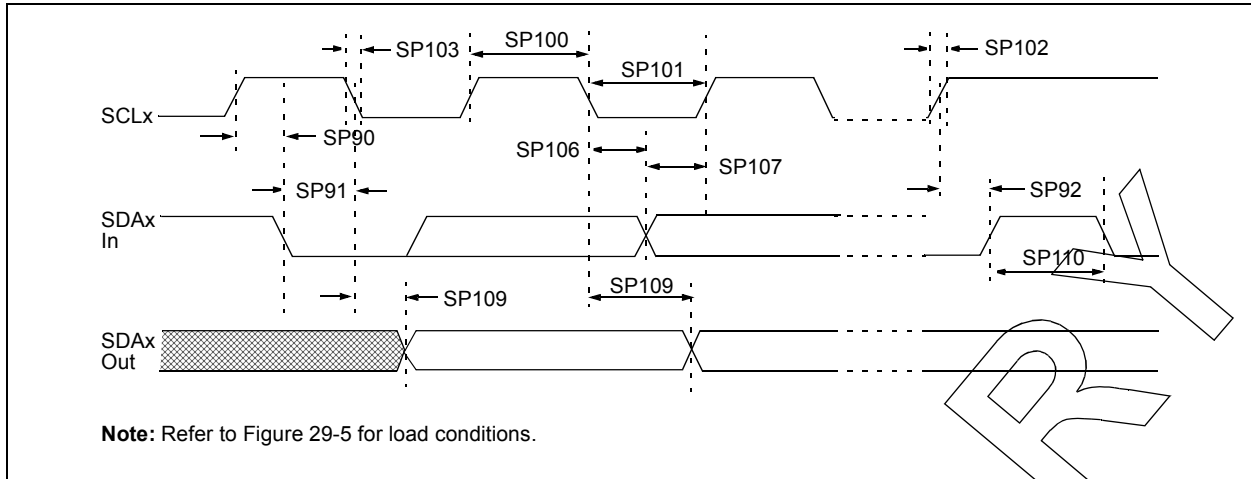 SP103
SP100
SP102
SP101
SCLx
SP90
SP106
SP107
SP91
SP92
SDAx
In
SP110
SP109
SP109
SDAx
Out
Note: Refer to Figure 29-5 for load conditions.
R Y